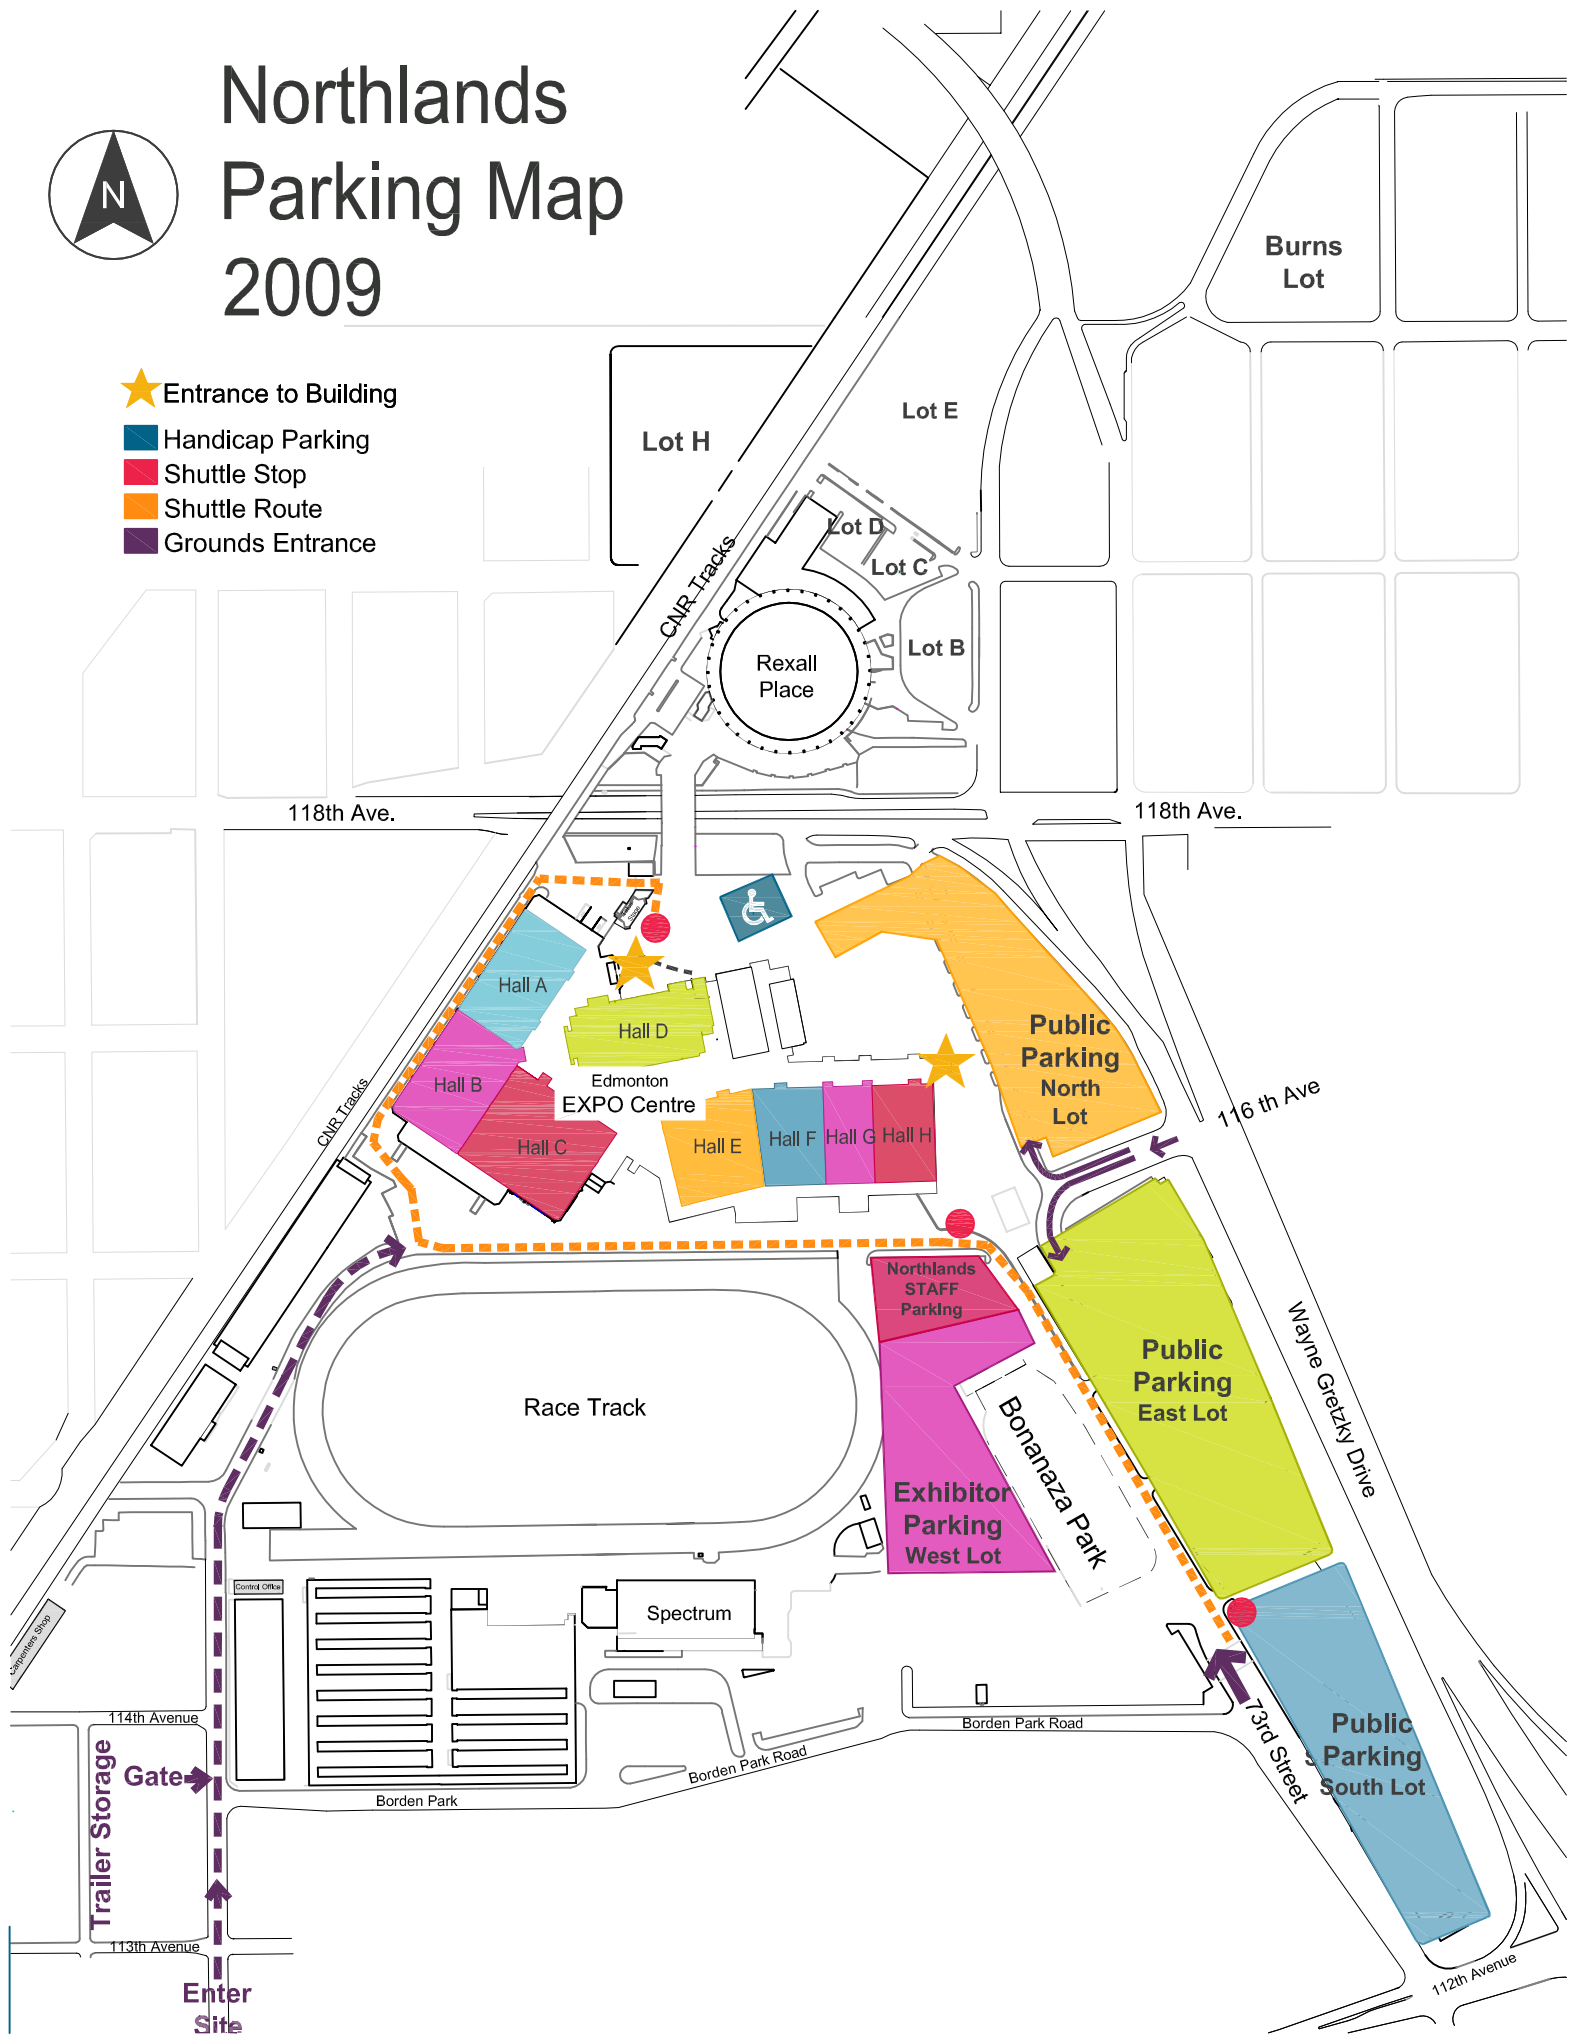 Northlands
Parking Map
2009
N
Entrance to Building
Handicap Parking
Shuttle Stop
Shuttle Route
Grounds Entrance
Burns
Lot
Lot E
Lot H
Lot D
Lot C
CNR Tracks
Lot B
Rexall
Place
118th Ave.
118th Ave.
Hall A
Hall D
Public
Parking
North
Lot
Hall B
Edmonton
EXPO Centre
116 th Ave
CNR Tracks
Hall C
Hall E
Hall F
Hall G
Hall H
Northlands
STAFF
Parking
Wayne Gretzky Drive
Public
Parking
East Lot
Race Track
Bonanaza Park
Exhibitor
Parking
West Lot
Control Office
Spectrum
Carpenters Shop
114th Avenue
Borden Park Road
73rd Street
Public
Parking
South Lot
Trailer Storage
Gate
Borden Park Road
Borden Park
113th Avenue
112th Avenue
Enter
Site